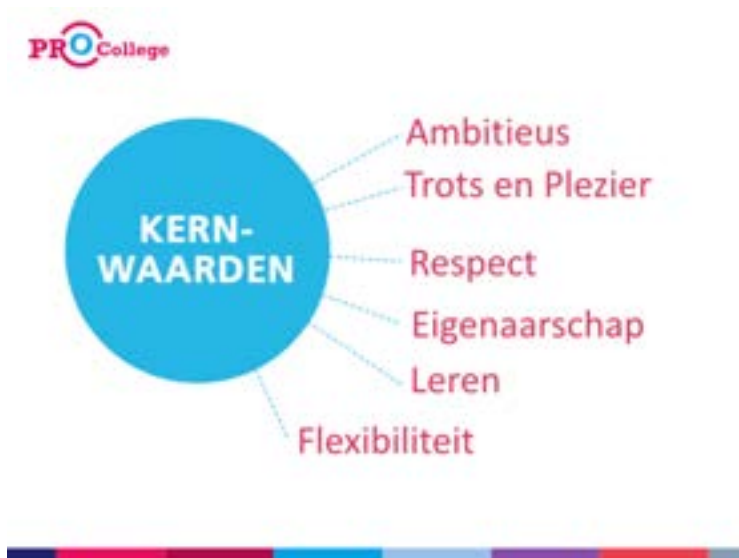 PRO College
KERN-
WAARDEN
Ambitieus
Trots en Plezier
Respect
Eigenaarschap
Leren
Flexibiliteit